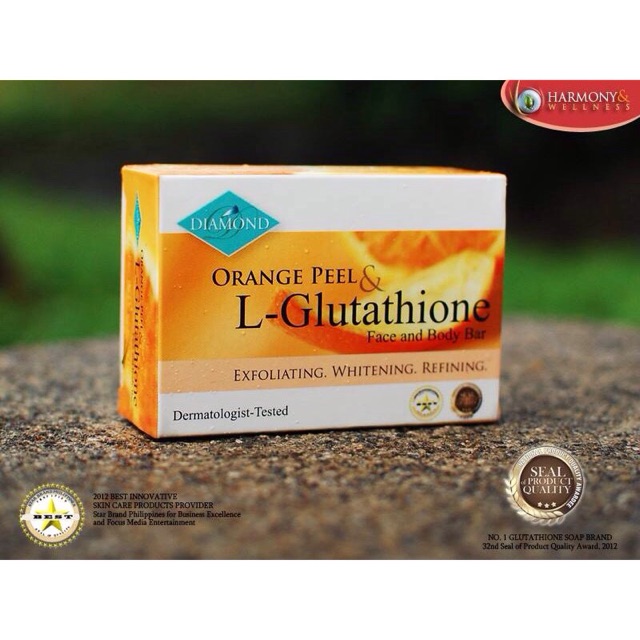 HARMONY&
WELLNESS
DIAMOND
ORANGE PEEL &
L-Glutathione
Face and Body Bar
EXFOLIATING. WHITENING. REFINING.
Dermatologist-Tested
ORANGE PEEL &
L-Glutathione
BEST
2012 BEST INNOVATIVE
SKIN CARE PRODUCTS PROVIDER
Star Brand Philippines for Business Excellence
and Focus Media Entertainment
SEAL
of PRODUCT
QUALITY
NO. 1 GLUTATHIONE SOAP BRAND
32nd Seal of Product Quality Award, 2012